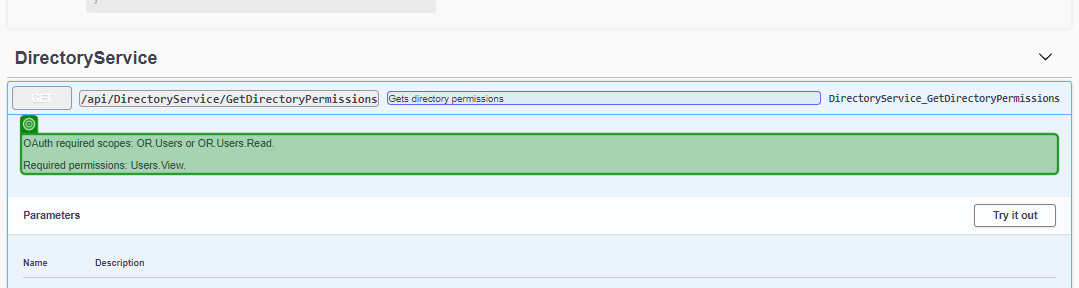 }
DirectoryService
GET /api/DirectoryService/GetDirectoryPermissions Gets directory permissions DirectoryService_GetDirectoryPermissions
OAuth required scopes: OR.Users or OR.Users.Read.
Required permissions: Users.View.
Parameters Try it out
Name Description